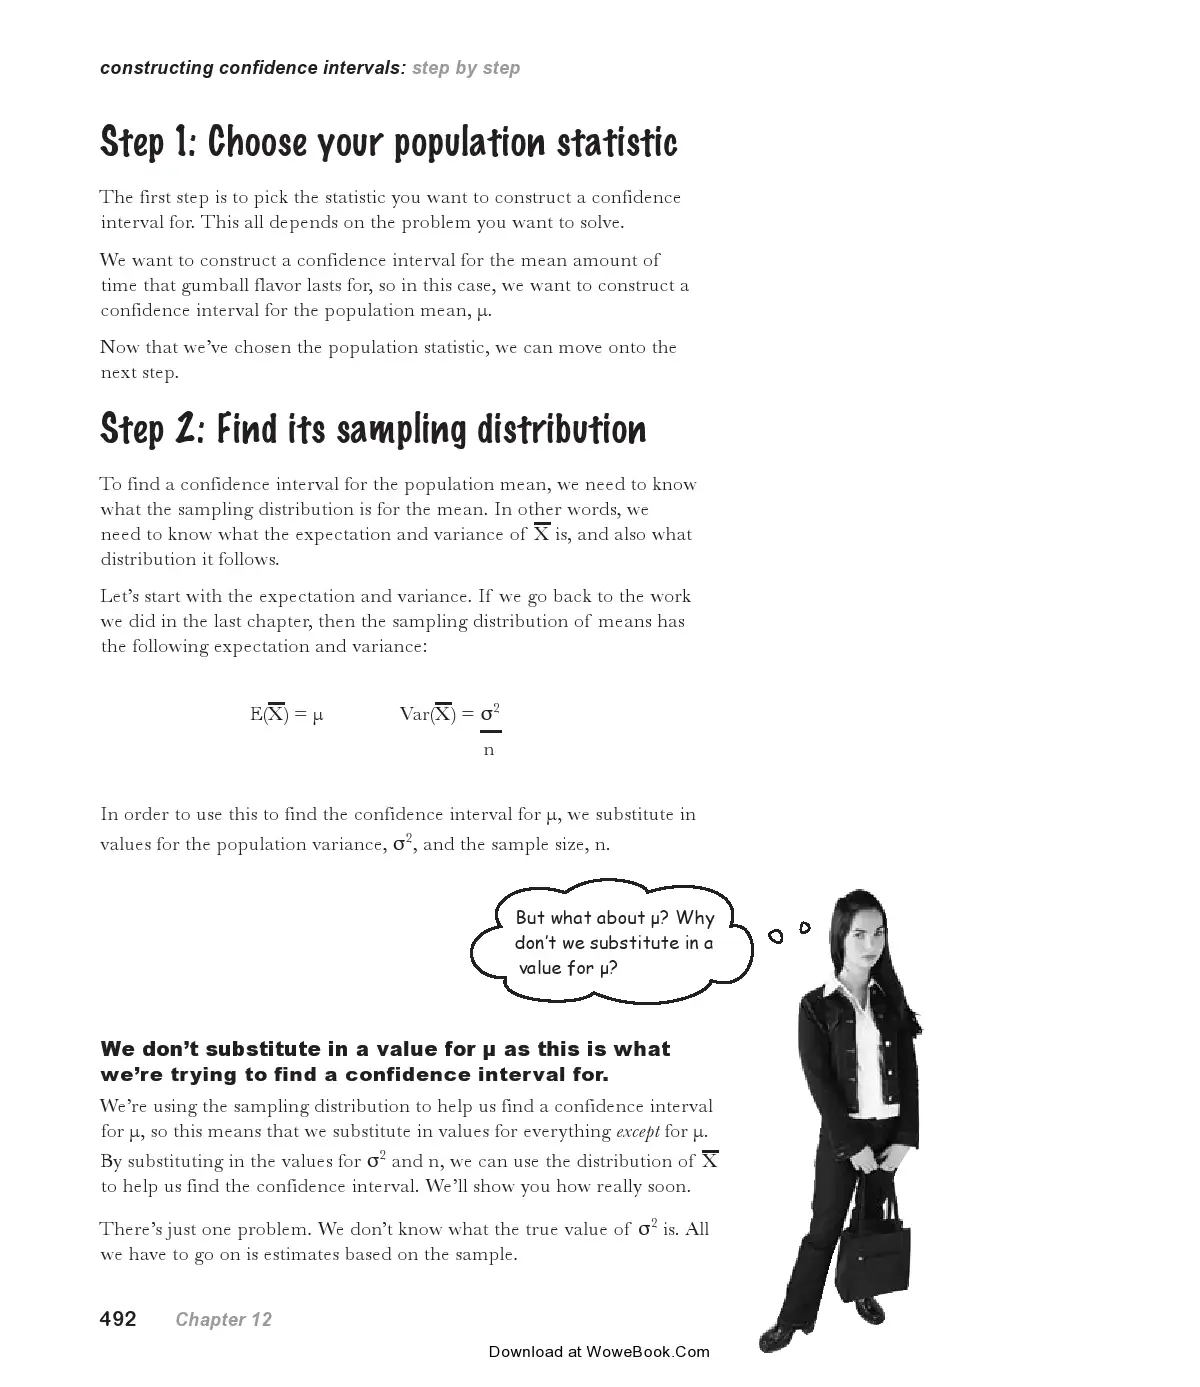 constructing confidence intervals: step by step
Step 1: Choose your population statistic
The first step is to pick the statistic you want to construct a confidence
interval for. This all depends on the problem you want to solve.
We want to construct a confidence interval for the mean amount of
time that gumball flavor lasts for, so in this case, we want to construct a
confidence interval for the population mean, μ.
Now that we’ve chosen the population statistic, we can move onto the
next step.
Step 2: Find its sampling distribution
To find a confidence interval for the population mean, we need to know
what the sampling distribution is for the mean. In other words, we
need to know what the expectation and variance of X̅ is, and also what
distribution it follows.
Let’s start with the expectation and variance. If we go back to the work
we did in the last chapter, then the sampling distribution of means has
the following expectation and variance:
E(X̅) = μ Var(X̅) = σ²
n
In order to use this to find the confidence interval for μ, we substitute in
values for the population variance, σ², and the sample size, n.
But what about μ? Why
don’t we substitute in a
value for μ?
We don’t substitute in a value for μ as this is what
we’re trying to find a confidence interval for.
We’re using the sampling distribution to help us find a confidence interval
for μ, so this means that we substitute in values for everything except for μ.
By substituting in the values for σ² and n, we can use the distribution of X̅
to help us find the confidence interval. We’ll show you how really soon.
There’s just one problem. We don’t know what the true value of σ² is. All
we have to go on is estimates based on the sample.
492 Chapter 12
Download at WoweBook.Com